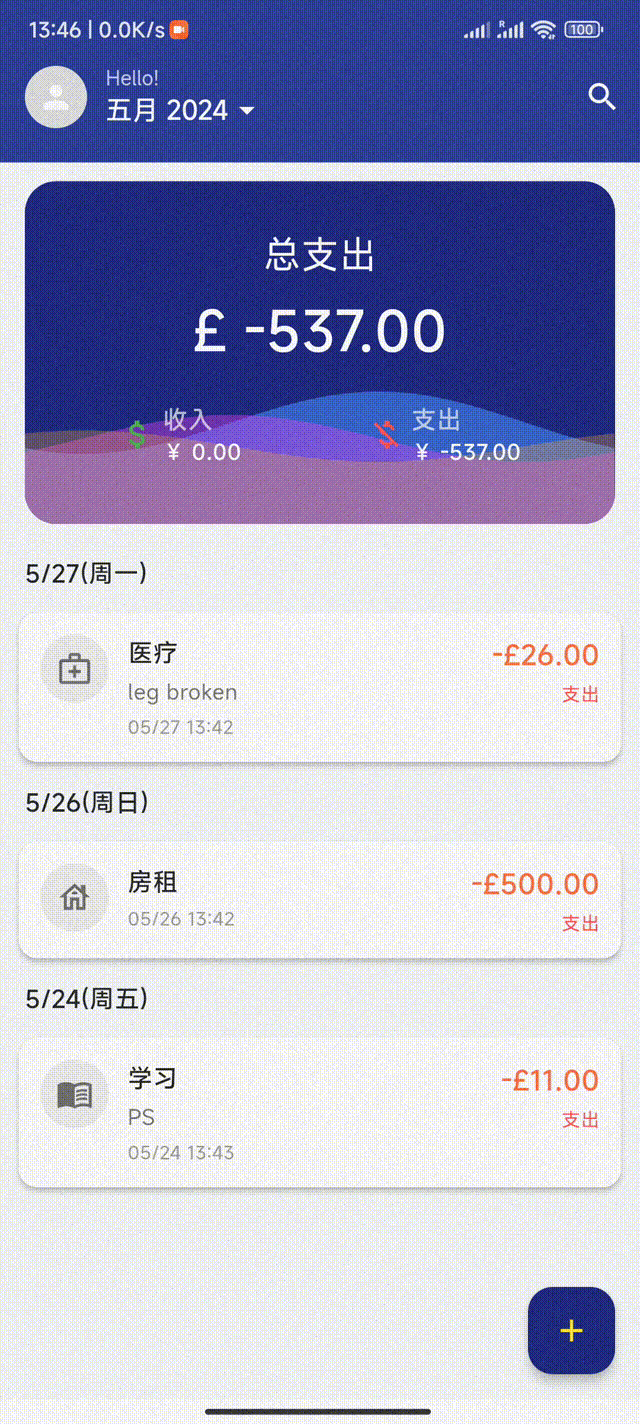 13:46 | 0.0K/s
R
100
Hello!
五月 2024
总支出
£ -537.00
收入
¥ 0.00
支出
¥ -537.00
5/27(周一)
医疗
-£26.00
leg broken
支出
05/27 13:42
5/26(周日)
房租
-£500.00
05/26 13:42
支出
5/24(周五)
学习
-£11.00
PS
支出
05/24 13:43